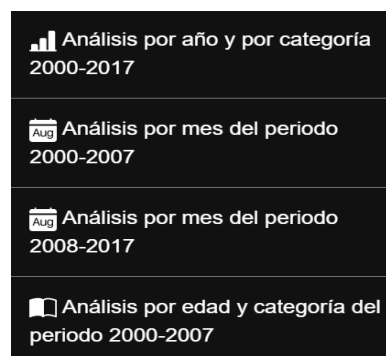 Análisis por año y por categoría
2000-2017
Aug Análisis por mes del periodo
2000-2007
Aug Análisis por mes del periodo
2008-2017
Análisis por edad y categoría del
periodo 2000-2007